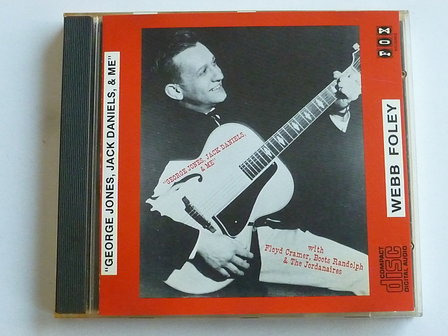 "GEORGE JONES, JACK DANIELS, & ME"
"GEORGE JONES, JACK DANIELS,
& ME"
with
Floyd Cramer, Boots Randolph
& The Jordanaires
FOX
WEBB FOLEY
COMPACT
disc
DIGITAL AUDIO